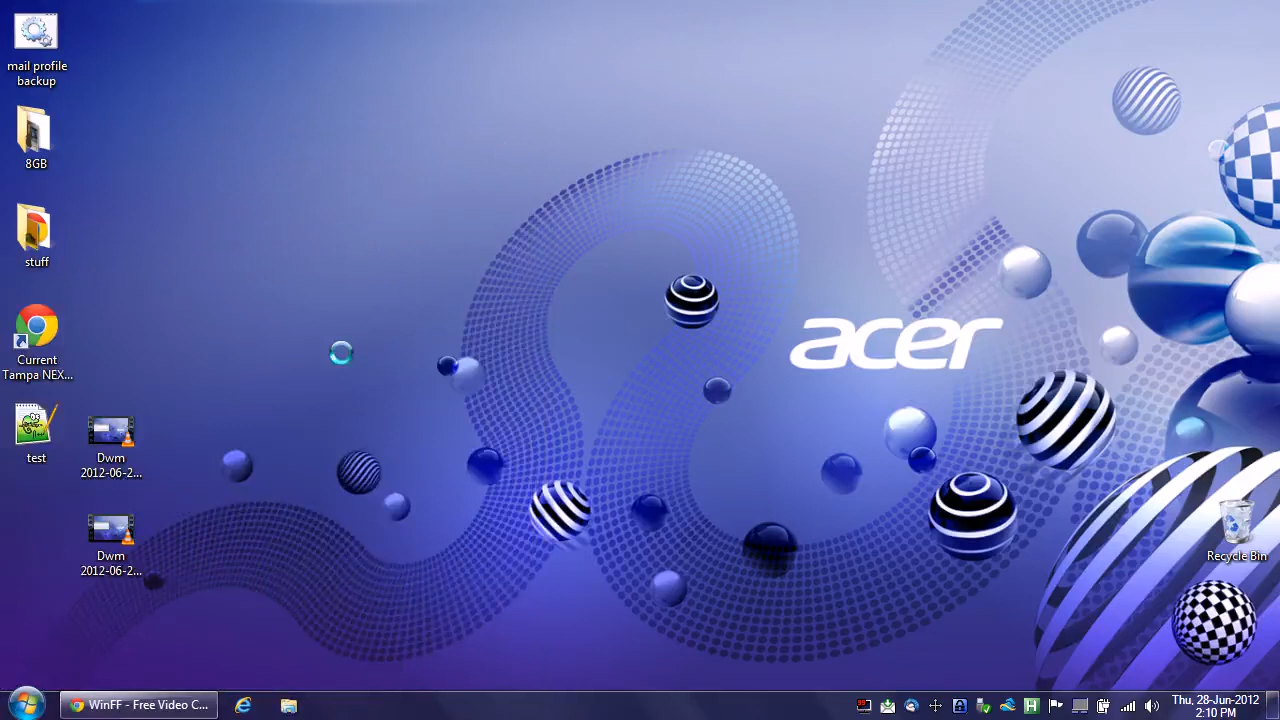 mail profile
backup
8GB
stuff
Current
Tampa NEX...
test
Dwm
2012-06-2...
Dwm
2012-06-2...
acer
Recycle Bin
WinFF - Free Video C...
99
H
Thu, 28-Jun-2012
2:10 PM